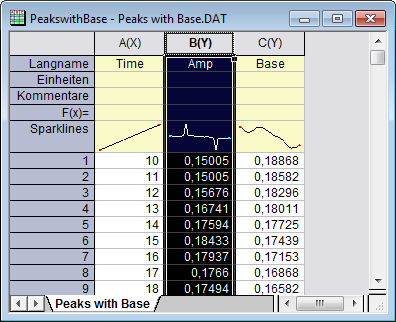 PeakswithBase - Peaks with Base.DAT
A(X) B(Y) C(Y)
Langname Time Amp Base
Einheiten
Kommentare
F(x)=
Sparklines
1 10 0,15005 0,18868
2 11 0,15005 0,18582
3 12 0,15676 0,18296
4 13 0,16741 0,18011
5 14 0,17594 0,17725
6 15 0,18433 0,17439
7 16 0,17937 0,17153
8 17 0,1766 0,16868
9 18 0,17494 0,16582
Peaks with Base